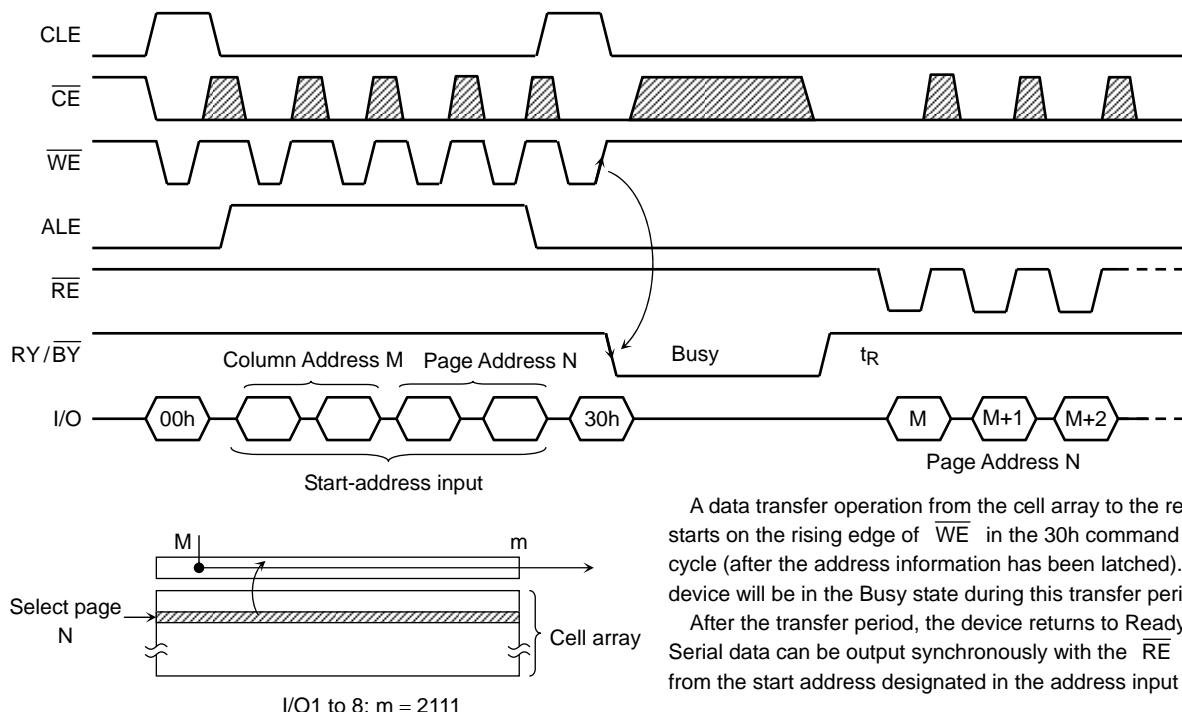 CLE
CE
WE
ALE
RE
RY/BY
Busy
tR
Column Address M
Page Address N
I/O
00h
30h
M
M+1
M+2
Start-address input
Page Address N
M
m
Select page
N
Cell array
I/O1 to 8: m = 2111
A data transfer operation from the cell array to the re
starts on the rising edge of WE in the 30h command
cycle (after the address information has been latched).
device will be in the Busy state during this transfer peri
After the transfer period, the device returns to Ready
Serial data can be output synchronously with the RE
from the start address designated in the address input